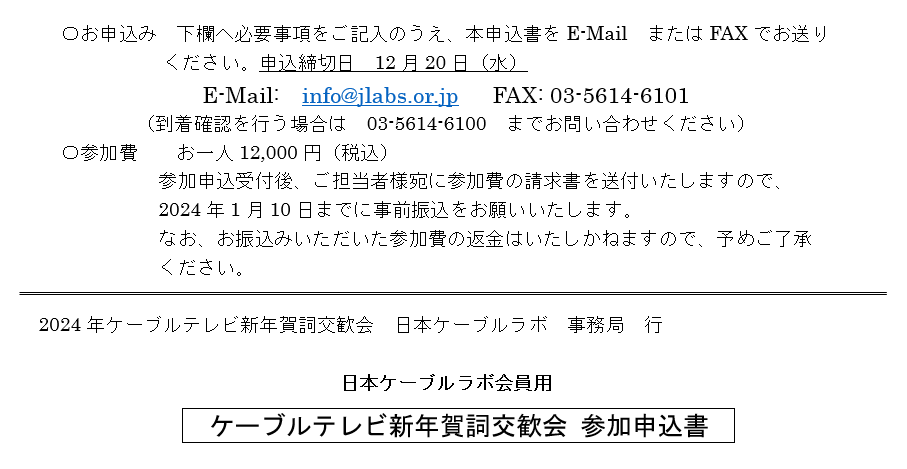 ○お申込み　下欄へ必要事項をご記入のうえ、本申込書を E-Mail　または FAX でお送り
ください。申込締切日　12 月 20 日（水）
E-Mail:　info@jlabs.or.jp　FAX: 03-5614-6101
（到着確認を行う場合は　03-5614-6100　までお問い合わせください）
○参加費　　お一人 12,000 円（税込）
参加申込受付後、ご担当者様宛に参加費の請求書を送付いたしますので、
2024 年 1 月 10 日までに事前振込をお願いいたします。
なお、お振込みいただいた参加費の返金はいたしかねますので、予めご了承
ください。
2024 年ケーブルテレビ新年賀詞交歓会　日本ケーブルラボ　事務局　行
日本ケーブルラボ会員用
ケーブルテレビ新年賀詞交歓会 参加申込書